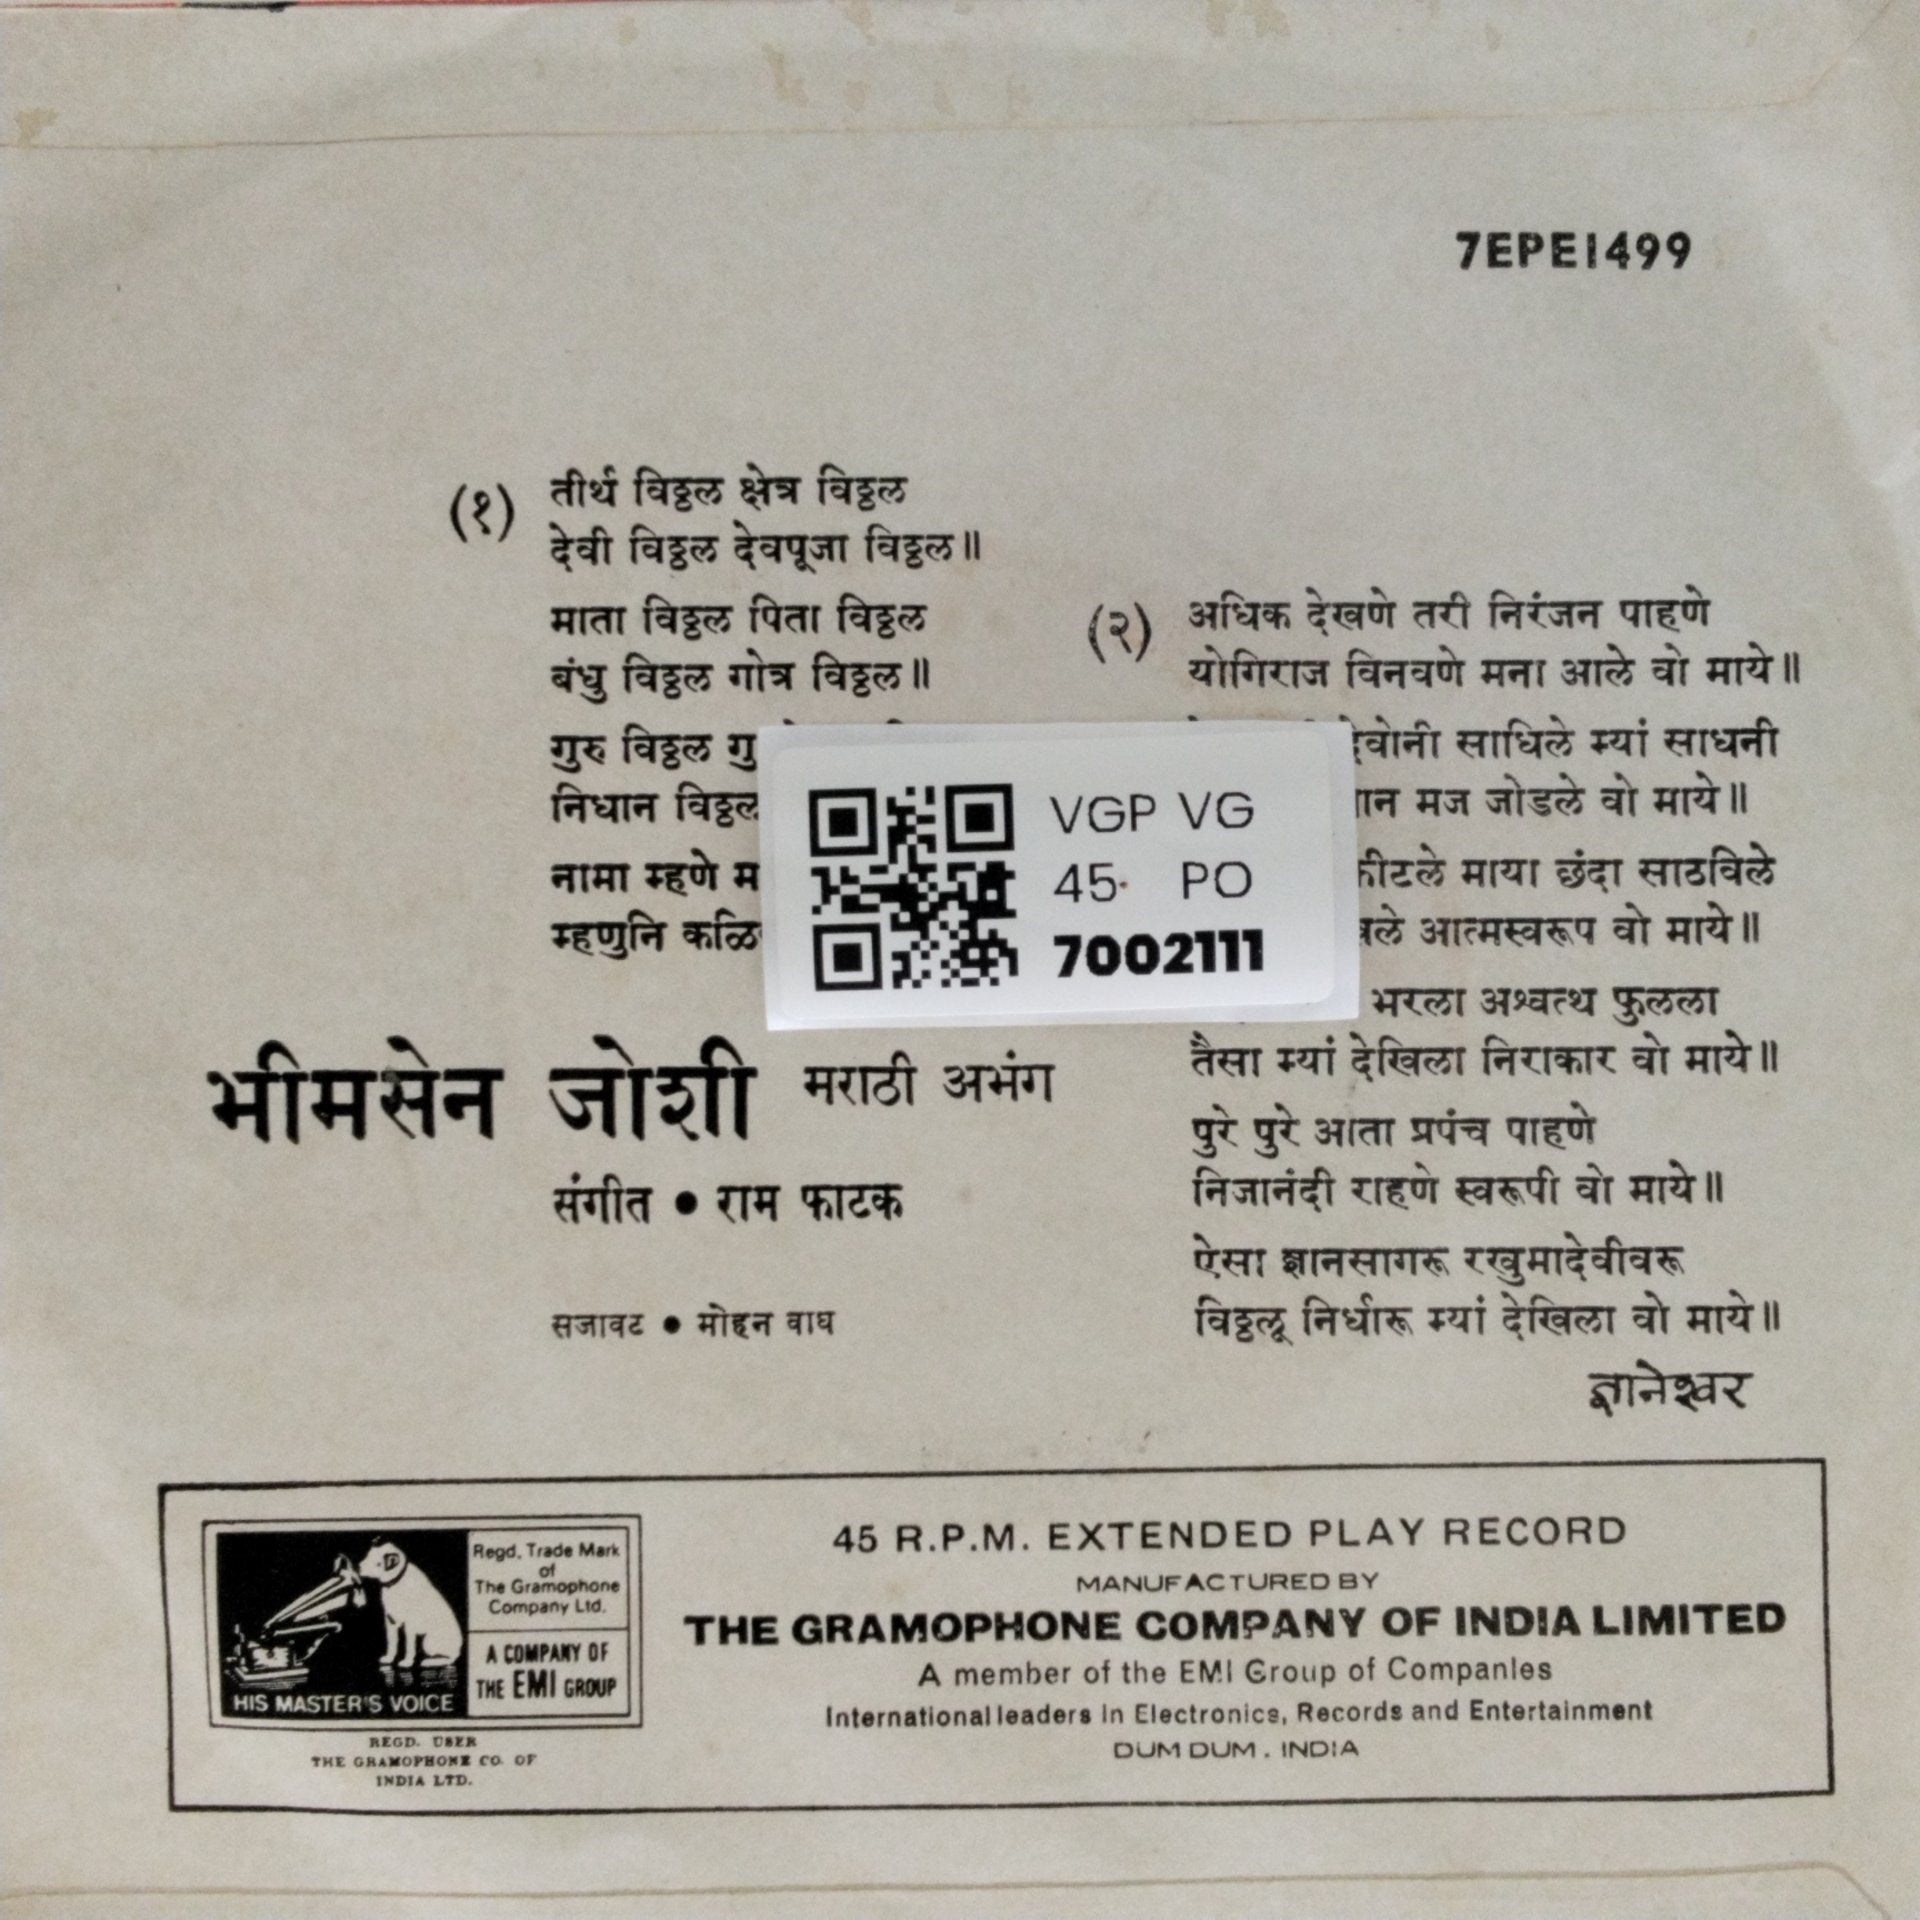 7EPE1499
(१)
तीर्थ विठ्ठल क्षेत्र विठ्ठल
देवी विठ्ठल देवपूजा विठ्ठल॥
माता विठ्ठल पिता विठ्ठल
बंधु विठ्ठल गोत्र विठ्ठल॥
गुरु विठ्ठल
निधान विठ्ठल
नामा म्हणे
म्हणुनि
(२)
अधिक देखणे तरी निरंजन पाहणे
योगिराज विनवणे मना आले वो माये॥
साधिले म्यां साधनी
मज जोडले वो माये॥
माया छंदा साठविले
आत्मस्वरूप वो माये॥
भरला अश्वत्थ फुलला
तैसा म्यां देखिला निराकार वो माये॥
पुरे पुरे आता प्रपंच पाहणे
निजानंदी राहणे स्वरूपी वो माये॥
ऐसा ज्ञानसागरू रखुमादेवीवरू
विठ्ठलू निर्धारू म्यां देखिला वो माये॥
ज्ञानेश्वर
VGP VG
45. PO
7002111
भीमसेन जोशी मराठी अभंग
संगीत ● राम फाटक
सजावट ● मोहन वाघ
Regd. Trade Mark
of
The Gramophone
Company Ltd.
A COMPANY OF
THE EMI GROUP
HIS MASTER'S VOICE
REGD. USER
THE GRAMOPHONE CO. OF
INDIA LTD.
45 R.P.M. EXTENDED PLAY RECORD
MANUFACTURED BY
THE GRAMOPHONE COMPANY OF INDIA LIMITED
A member of the EMI Group of Companies
International leaders in Electronics, Records and Entertainment
DUM DUM . INDIA